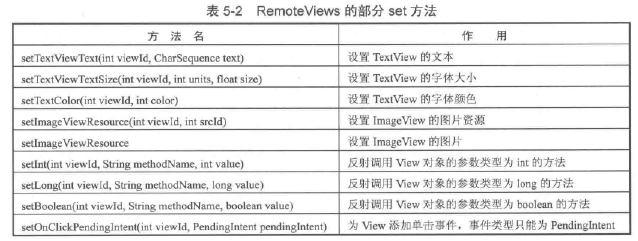 表 5-2 RemoteViews 的部分 set 方法
方 法 名 作 用
setTextViewText(int viewId, CharSequence text) 设置 TextView 的文本
setTextViewTextSize(int viewId, int units, float size) 设置 TextView 的字体大小
setTextColor(int viewId, int color) 设置 TextView 的字体颜色
setImageViewResource(int viewId, int srcId) 设置 ImageView 的图片资源
setImageViewResource 设置 ImageView 的图片
setInt(int viewId, String methodName, int value) 反射调用 View 对象的参数类型为 int 的方法
setLong(int viewId, String methodName, long value) 反射调用 View 对象的参数类型为 long 的方法
setBoolean(int viewId, String methodName, boolean value) 反射调用 View 对象的参数类型为 boolean 的方法
setOnClickPendingIntent(int viewId, PendingIntent pendingIntent) 为 View 添加单击事件，事件类型只能为 PendingIntent